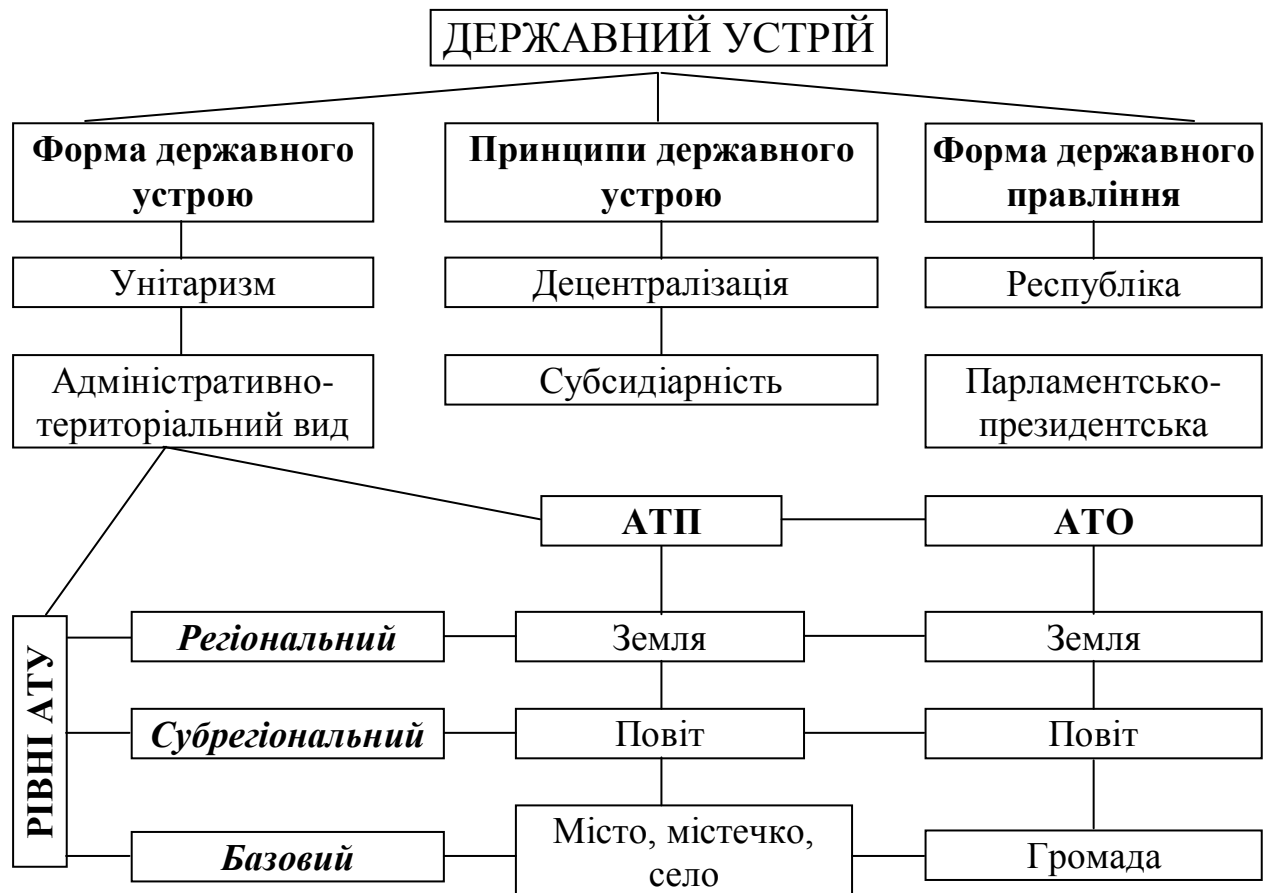 ДЕРЖАВНИЙ УСТРІЙ
Форма державного
устрою
Принципи державного
устрою
Форма державного
правління
Унітаризм
Децентралізація
Республіка
Адміністративно-
територіальний вид
Субсидіарність
Парламентсько-
президентська
АТП
АТО
РІВНІ АТУ
Регіональний
Земля
Земля
Субрегіональний
Повіт
Повіт
Базовий
Місто, містечко,
село
Громада